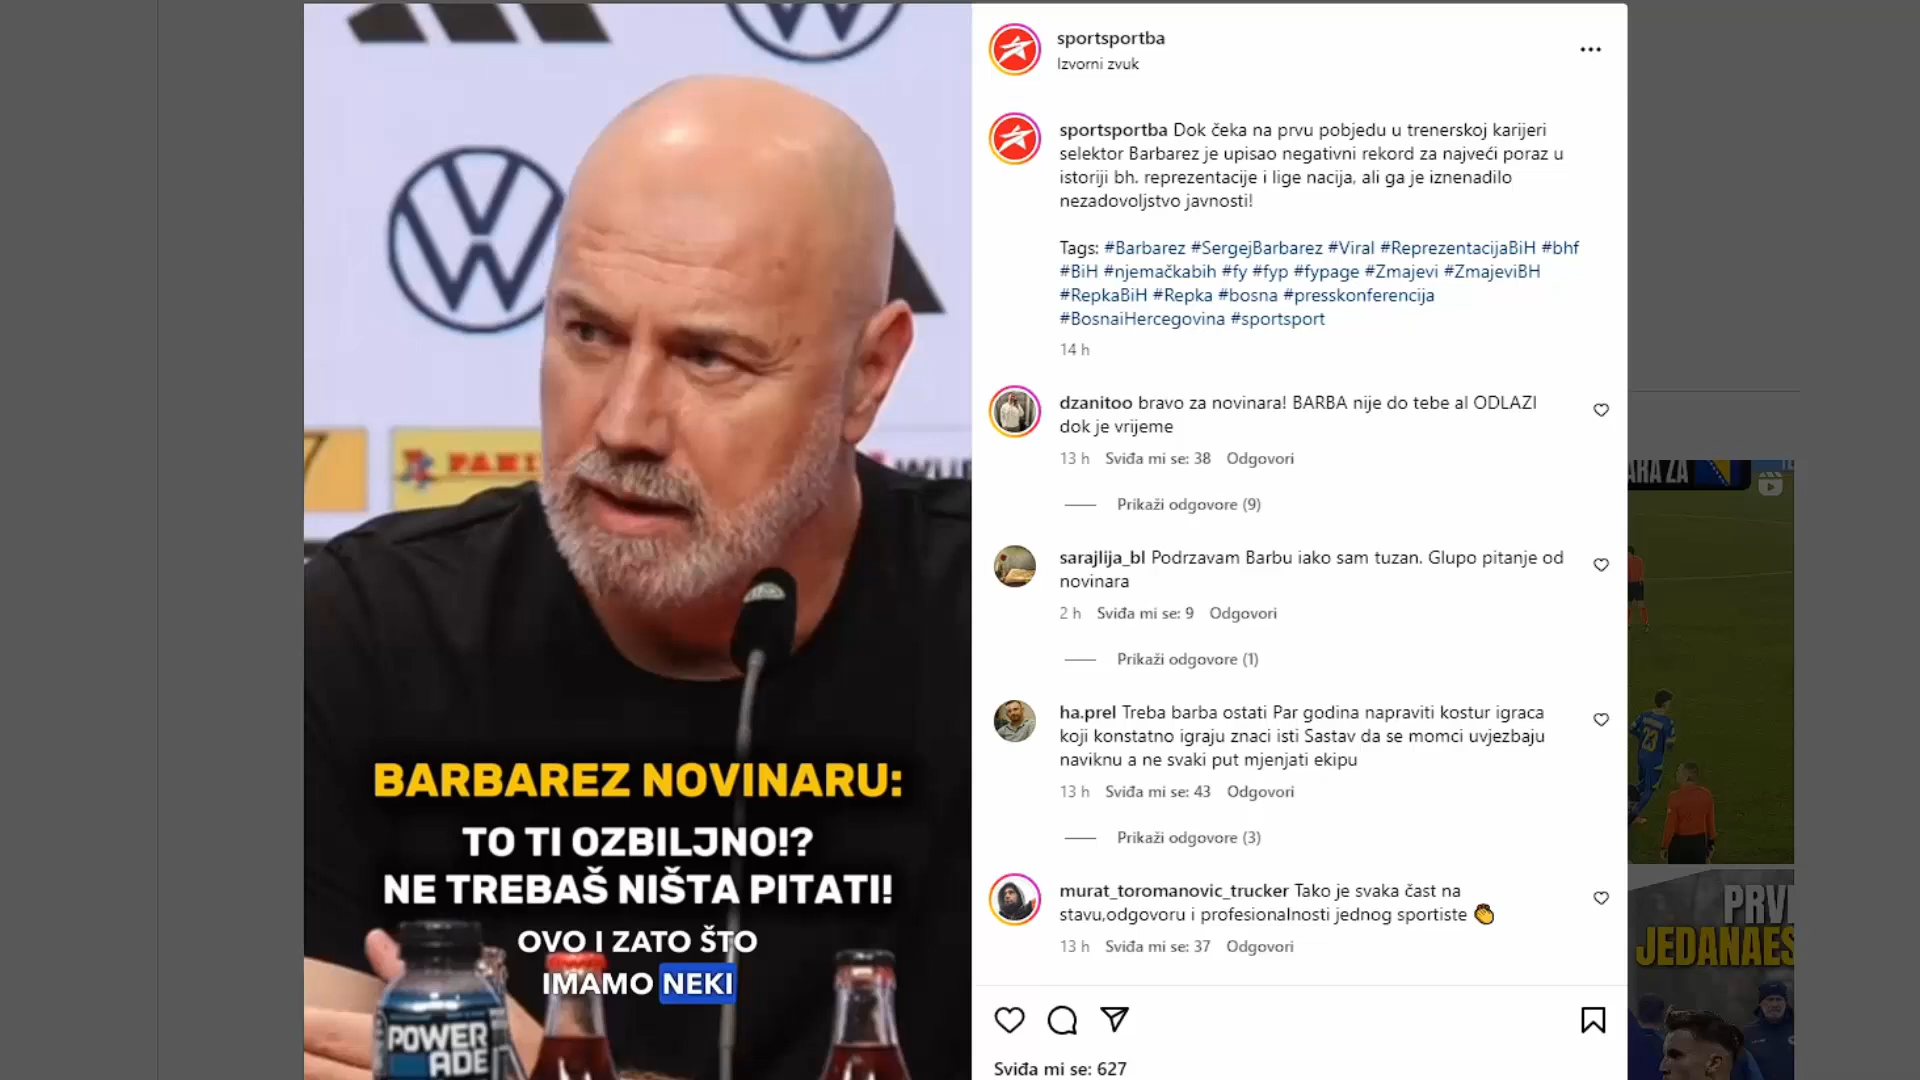 BARBAREZ NOVINARU:
TO TI OZBILJNO!?
NE TREBAŠ NIŠTA PITATI!
OVO I ZATO ŠTO
IMAMO NEKI
POWER
ADE
sportsportba
Izvorni zvuk
sportsportba Dok čeka na prvu pobjedu u trenerskoj karijeri
selektor Barbarez je upisao negativni rekord za najveći poraz u
istoriji bh. reprezentacije i lige nacija, ali ga je iznenadilo
nezadovoljstvo javnosti!
Tags: #Barbarez #SergejBarbarez #Viral #ReprezentacijaBiH #bhf
#BiH #njemačkabih #fy #fyp #fypage #Zmajevi #ZmajeviBH
#RepkaBiH #Repka #bosna #presskonferencija
#BosnaiHercegovina #sportsport
14 h
dzanitoo bravo za novinara! BARBA nije do tebe al ODLAZI
dok je vrijeme
13 h Sviđa mi se: 38 Odgovori
Prikaži odgovore (9)
sarajlija_bl Podrzavam Barbu iako sam tuzan. Glupo pitanje od
novinara
2 h Sviđa mi se: 9 Odgovori
Prikaži odgovore (1)
ha.prel Treba barba ostati Par godina napraviti kostur igraca
koji konstatno igraju znaci isti Sastav da se momci uvjezbaju
naviknu a ne svaki put mjenjati ekipu
13 h Sviđa mi se: 43 Odgovori
Prikaži odgovore (3)
murat_toromanovic_trucker Tako je svaka čast na
stavu,odgovoru i profesionalnosti jednog sportiste 👏
13 h Sviđa mi se: 37 Odgovori
Sviđa mi se: 627
ARA ZA
23
PRVI
JEDANAES